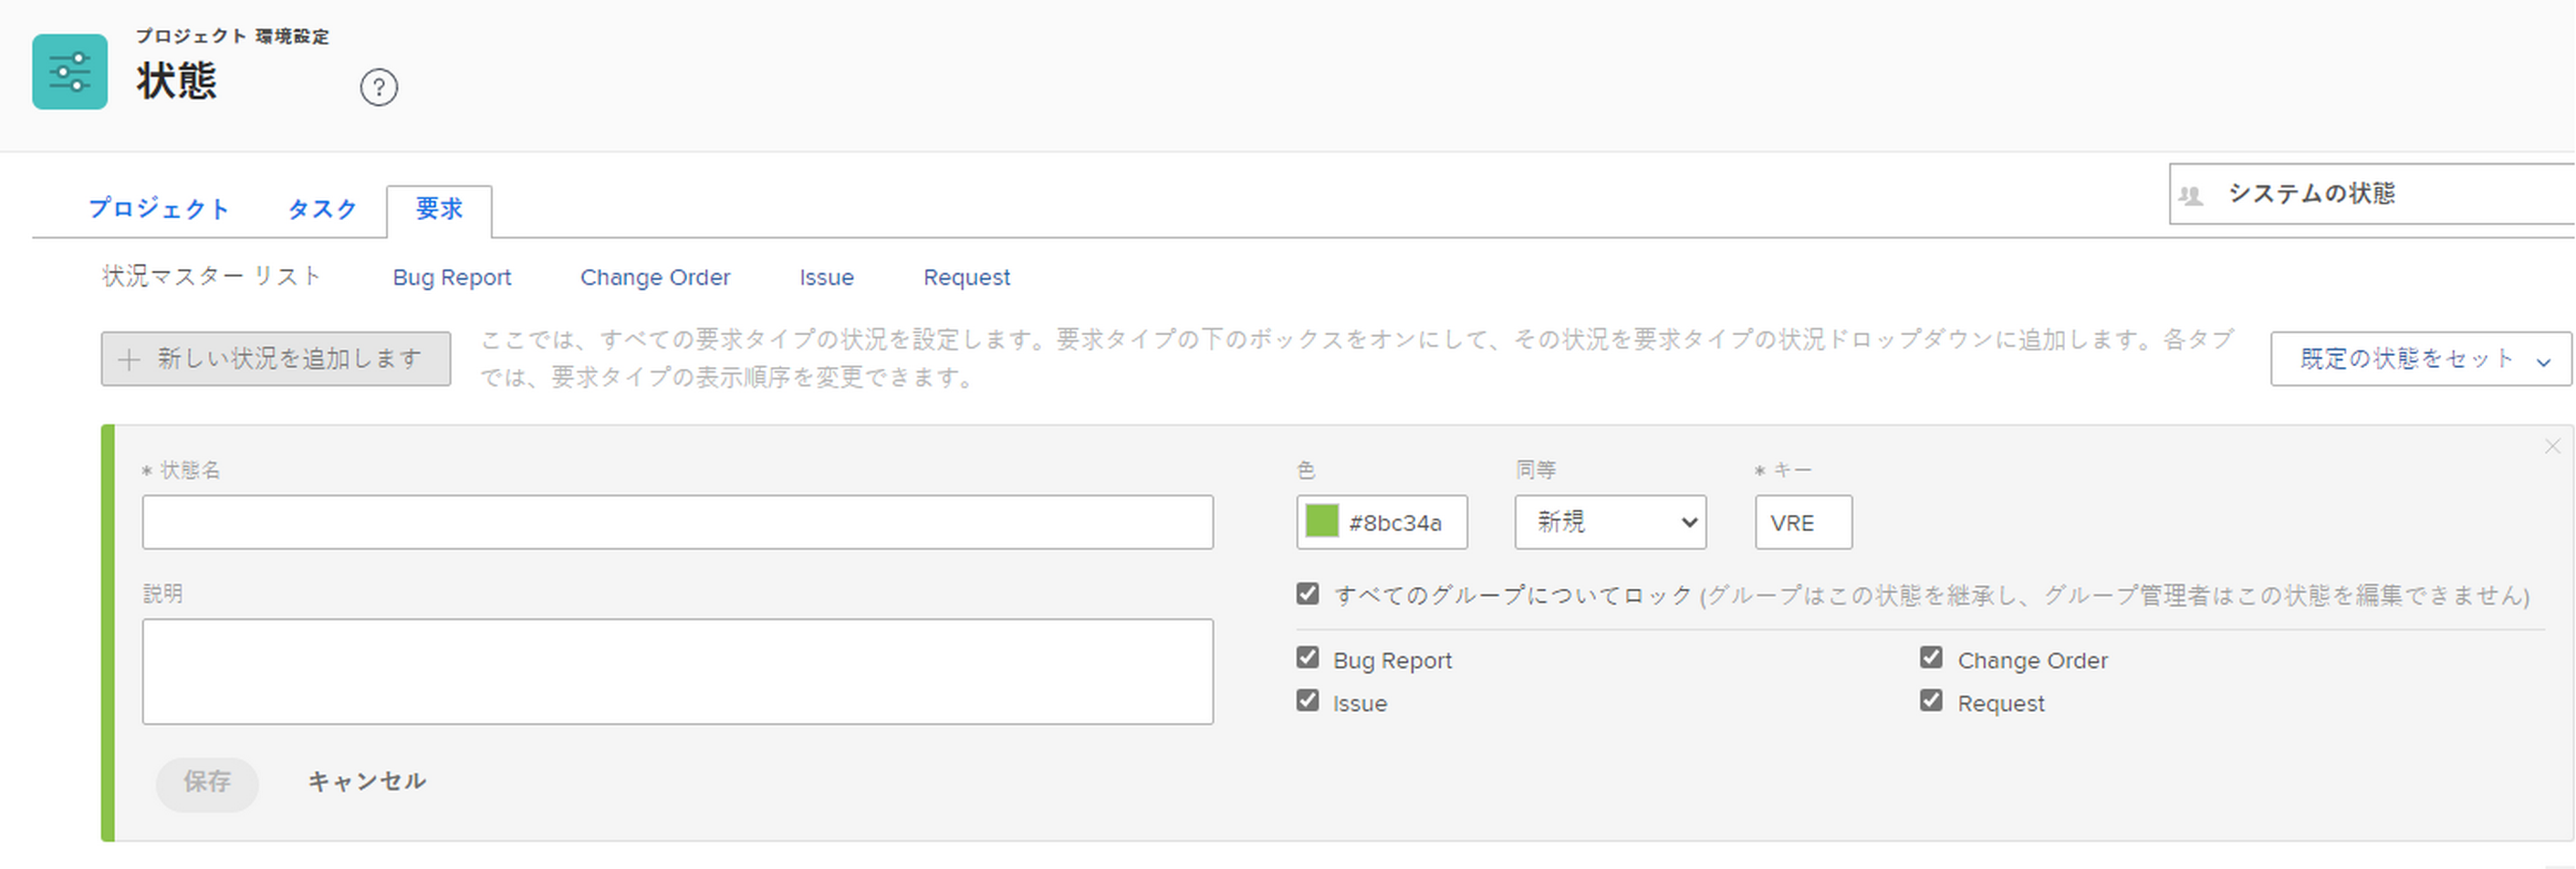 プロジェクト 環境設定
状態
?
システムの状態
プロジェクト タスク 要求
状況マスター リスト Bug Report Change Order Issue Request
新しい状況を追加します
ここでは、すべての要求タイプの状況を設定します。要求タイプの下のボックスをオンにして、その状況を要求タイプの状況ドロップダウンに追加します。各タブ
では、要求タイプの表示順序を変更できます。
既定の状態をセット
* 状態名
色 同等 * キー
#8bc34a 新規 VRE
説明
すべてのグループについてロック (グループはこの状態を継承し、グループ管理者はこの状態を編集できません)
Bug Report Change Order
Issue Request
保存 キャンセル